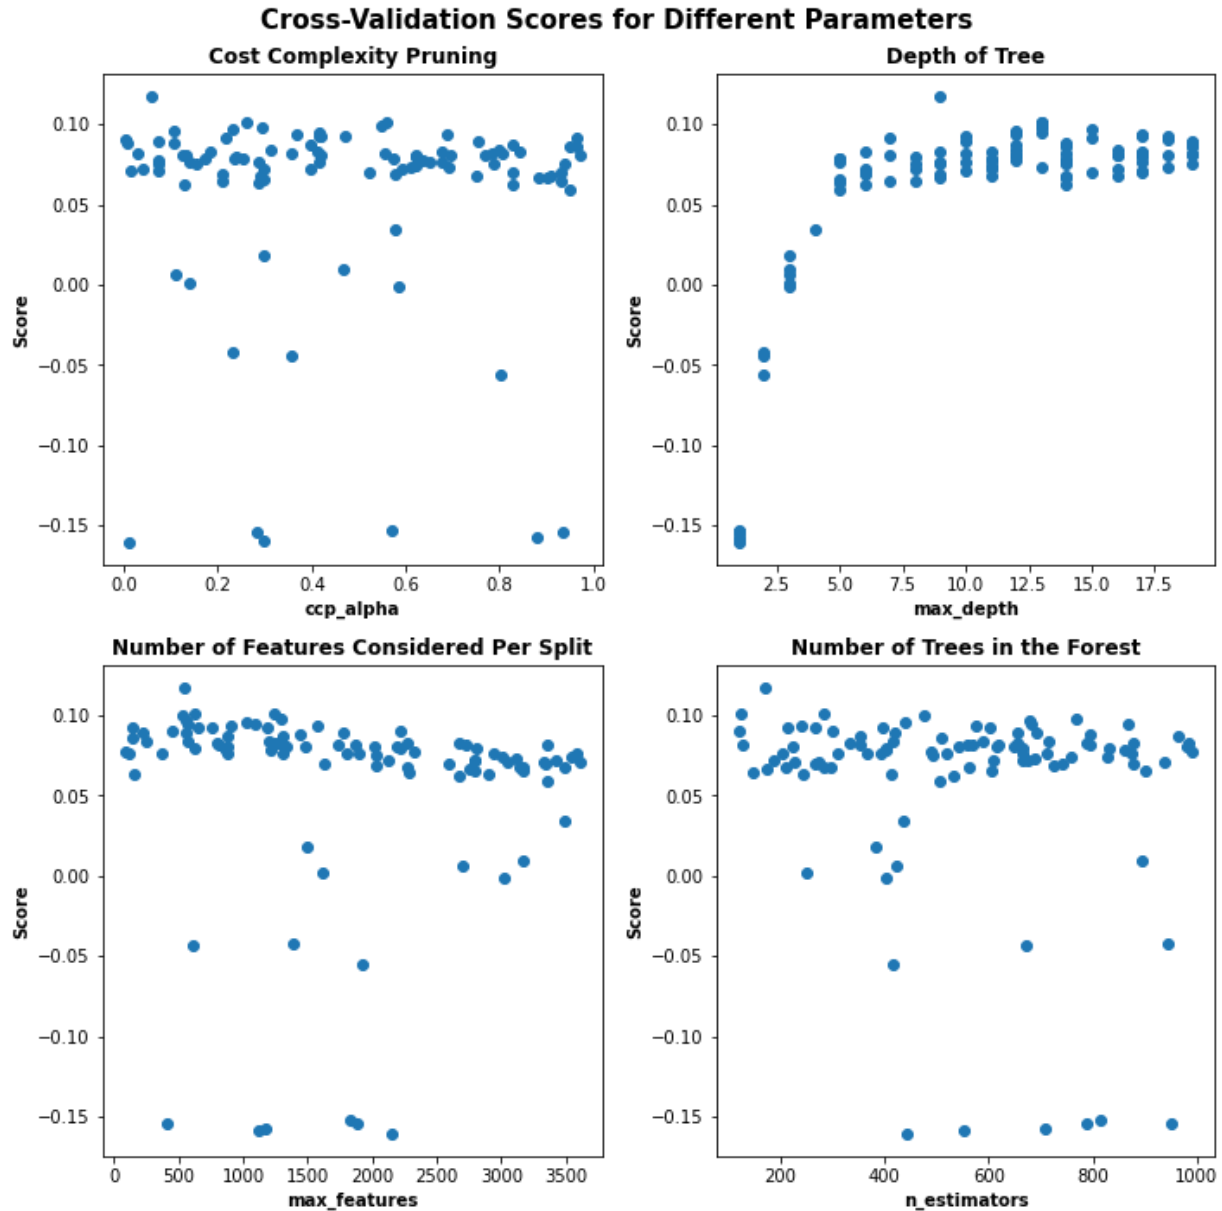 Cross-Validation Scores for Different Parameters
Cost Complexity Pruning
0.10
0.05
0.00
−0.05
−0.10
−0.15
Score
0.0 0.2 0.4 0.6 0.8 1.0
ccp_alpha
Depth of Tree
0.10
0.05
0.00
−0.05
−0.10
−0.15
Score
2.5 5.0 7.5 10.0 12.5 15.0 17.5
max_depth
Number of Features Considered Per Split
0.10
0.05
0.00
−0.05
−0.10
−0.15
Score
0 500 1000 1500 2000 2500 3000 3500
max_features
Number of Trees in the Forest
0.10
0.05
0.00
−0.05
−0.10
−0.15
Score
200 400 600 800 1000
n_estimators